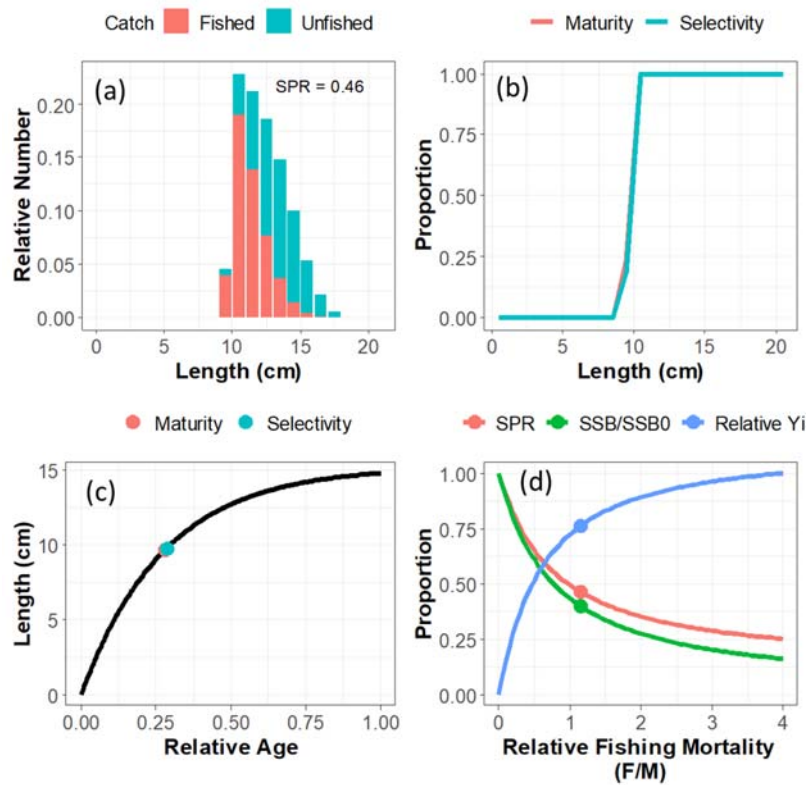 Catch Fished Unfished
(a)
SPR = 0.46
0.20
0.15
0.10
0.05
0.00
Relative Number
0 5 10 15 20
Length (cm)
Maturity Selectivity
(b)
1.00
0.75
0.50
0.25
0.00
Proportion
0 5 10 15 20
Length (cm)
Maturity Selectivity
(c)
15
10
5
0
Length (cm)
0.00 0.25 0.50 0.75 1.00
Relative Age
SPR SSB/SSB0 Relative Yi
(d)
1.00
0.75
0.50
0.25
0.00
Proportion
0 1 2 3 4
Relative Fishing Mortality
(F/M)